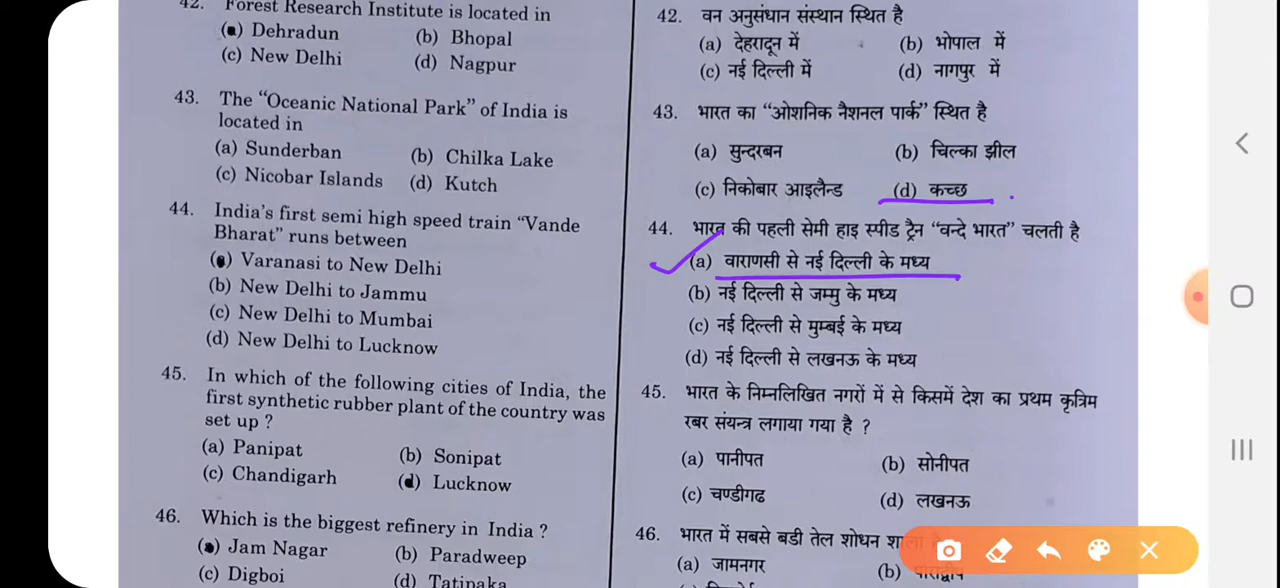 42. Forest Research Institute is located in
(a) Dehradun (b) Bhopal
(c) New Delhi (d) Nagpur
43. The “Oceanic National Park” of India is
located in
(a) Sunderban (b) Chilka Lake
(c) Nicobar Islands (d) Kutch
44. India’s first semi high speed train “Vande
Bharat” runs between
(a) Varanasi to New Delhi
(b) New Delhi to Jammu
(c) New Delhi to Mumbai
(d) New Delhi to Lucknow
45. In which of the following cities of India, the
first synthetic rubber plant of the country was
set up ?
(a) Panipat (b) Sonipat
(c) Chandigarh (d) Lucknow
46. Which is the biggest refinery in India ?
(a) Jam Nagar (b) Paradweep
(c) Digboi (d) Tatipaka
42. वन अनुसंधान संस्थान स्थित है
(a) देहरादून में (b) भोपाल में
(c) नई दिल्ली में (d) नागपुर में
43. भारत का “ओशनिक नैशनल पार्क” स्थित है
(a) सुन्दरबन (b) चिल्का झील
(c) निकोबार आइलैन्ड (d) कच्छ
44. भारत की पहली सेमी हाइ स्पीड ट्रैन “वन्दे भारत” चलती है
(a) वाराणसी से नई दिल्ली के मध्य
(b) नई दिल्ली से जम्मु के मध्य
(c) नई दिल्ली से मुम्बई के मध्य
(d) नई दिल्ली से लखनऊ के मध्य
45. भारत के निम्नलिखित नगरों में से किसमें देश का प्रथम कृत्रिम
रबर संयन्त्र लगाया गया है ?
(a) पानीपत (b) सोनीपत
(c) चण्डीगढ (d) लखनऊ
46. भारत में सबसे बडी तेल शोधन
(a) जामनगर (b)